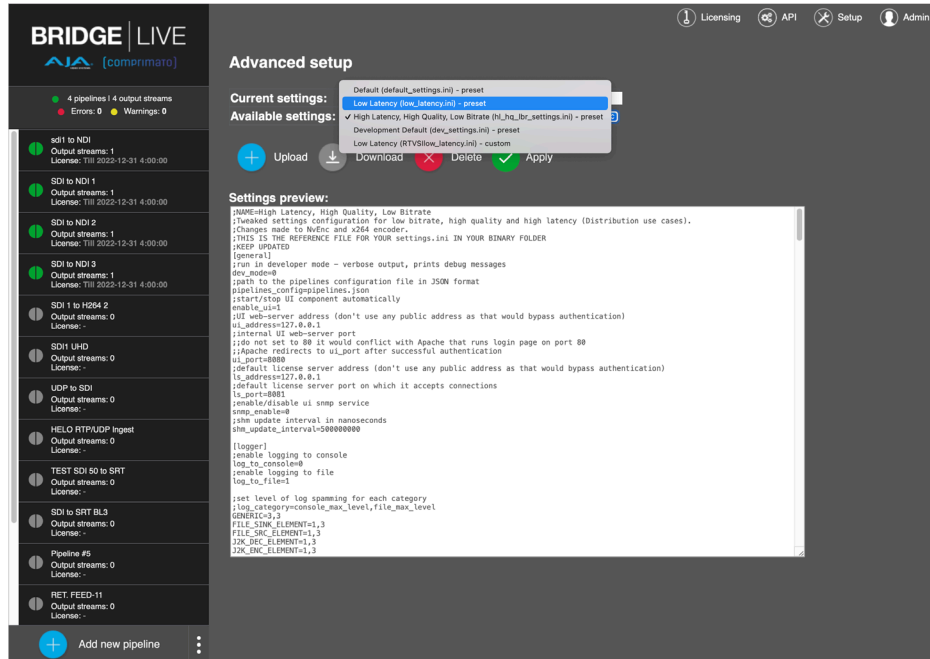 BRIDGE LIVE
AJA [comprimato]
Licensing
API
Setup
Admin
4 pipelines | 4 output streams
Errors: 0 Warnings: 0
sdi1 to NDI
Output streams: 1
License: Till 2022-12-31 4:00:00
SDI to NDI 1
Output streams: 1
License: Till 2022-12-31 4:00:00
SDI to NDI 2
Output streams: 1
License: Till 2022-12-31 4:00:00
SDI to NDI 3
Output streams: 1
License: Till 2022-12-31 4:00:00
SDI 1 to H264 2
Output streams: 0
License: -
SDI1 UHD
Output streams: 0
License: -
UDP to SDI
Output streams: 0
License: -
HELO RTP/UDP Ingest
Output streams: 0
License: -
TEST SDI 50 to SRT
Output streams: 0
License: -
SDI to SRT BL3
Output streams: 0
License: -
Pipeline #5
Output streams: 0
License: -
RET. FEED-11
Output streams: 0
License: -
Add new pipeline
Advanced setup
Current settings:
Available settings:
Default (default_settings.ini) - preset
Low Latency (low_latency.ini) - preset
✓ High Latency, High Quality, Low Bitrate (hl_hq_lbr_settings.ini) - preset
Development Default (dev_settings.ini) - preset
Low Latency (RTVSllow_latency.ini) - custom
Upload
Download
Delete
Apply
Settings preview:
;NAME=High Latency, High Quality, Low Bitrate
;Tweaked settings configuration for low bitrate, high quality and high latency (Distribution use cases).
;Changes made to NvEnc and x264 encoder.
;THIS IS THE REFERENCE FILE FOR YOUR settings.ini IN YOUR BINARY FOLDER
;KEEP UPDATED
[general]
;run in developer mode – verbose output, prints debug messages
dev_mode=0
;path to the pipelines configuration file in JSON format
pipelines_config=pipelines.json
;start/stop UI component automatically
enable_ui=1
;UI web-server address (don't use any public address as that would bypass authentication)
ui_address=127.0.0.1
;internal UI web-server port
;;do not set to 80 it would conflict with Apache that runs login page on port 80
;;Apache redirects to ui_port after successful authentication
ui_port=8080
;default license server address (don't use any public address as that would bypass authentication)
ls_address=127.0.0.1
;default license server port on which it accepts connections
ls_port=8081
;enable/disable ui snmp service
snmp_enable=0
;shm update interval in nanoseconds
shm_update_interval=500000000
[logger]
;enable logging to console
log_to_console=0
;enable logging to file
log_to_file=1
;set level of log spamming for each category
;log_category=console_max_level,file_max_level
GENERIC=3,3
FILE_SINK_ELEMENT=1,3
FILE_SRC_ELEMENT=1,3
J2K_DEC_ELEMENT=1,3
J2K_ENC_ELEMENT=1,3